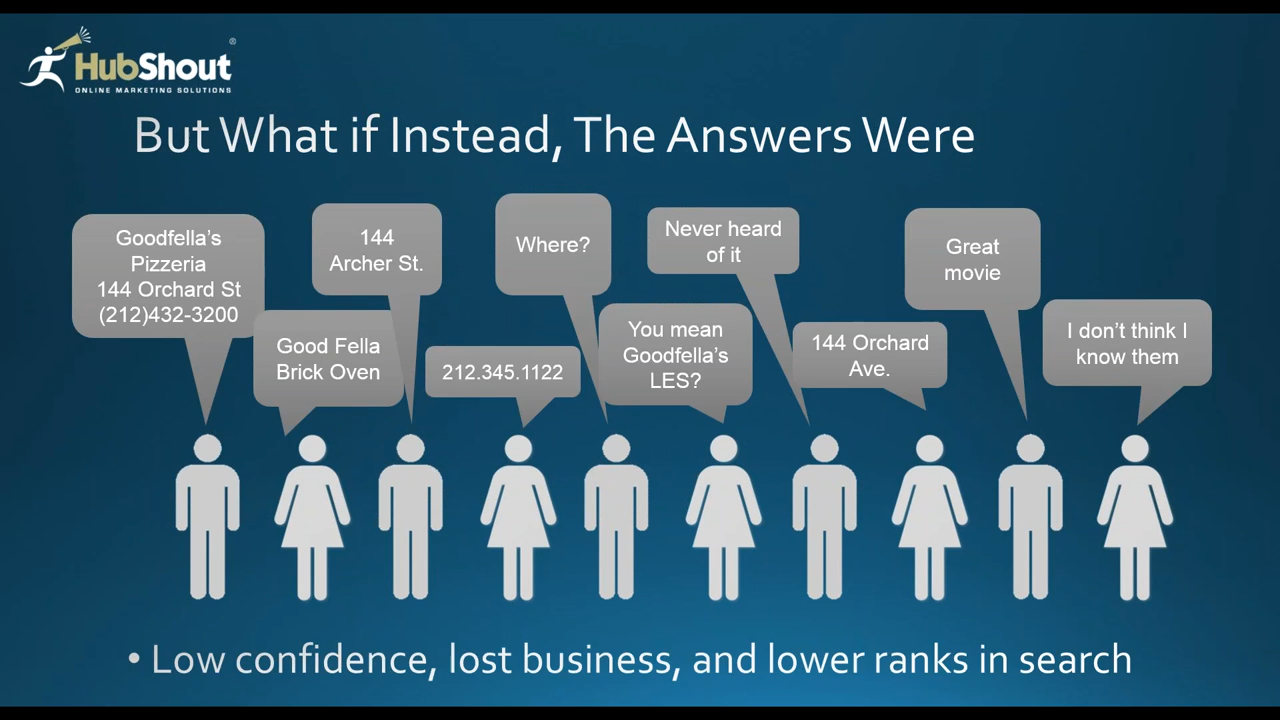 HubShout
®
ONLINE MARKETING SOLUTIONS
But What if Instead, The Answers Were
Goodfella's
Pizzeria
144 Orchard St
(212)432-3200
Good Fella
Brick Oven
144
Archer St.
212.345.1122
Where?
You mean
Goodfella's
LES?
Never heard
of it
144 Orchard
Ave.
Great
movie
I don't think I
know them
• Low confidence, lost business, and lower ranks in search